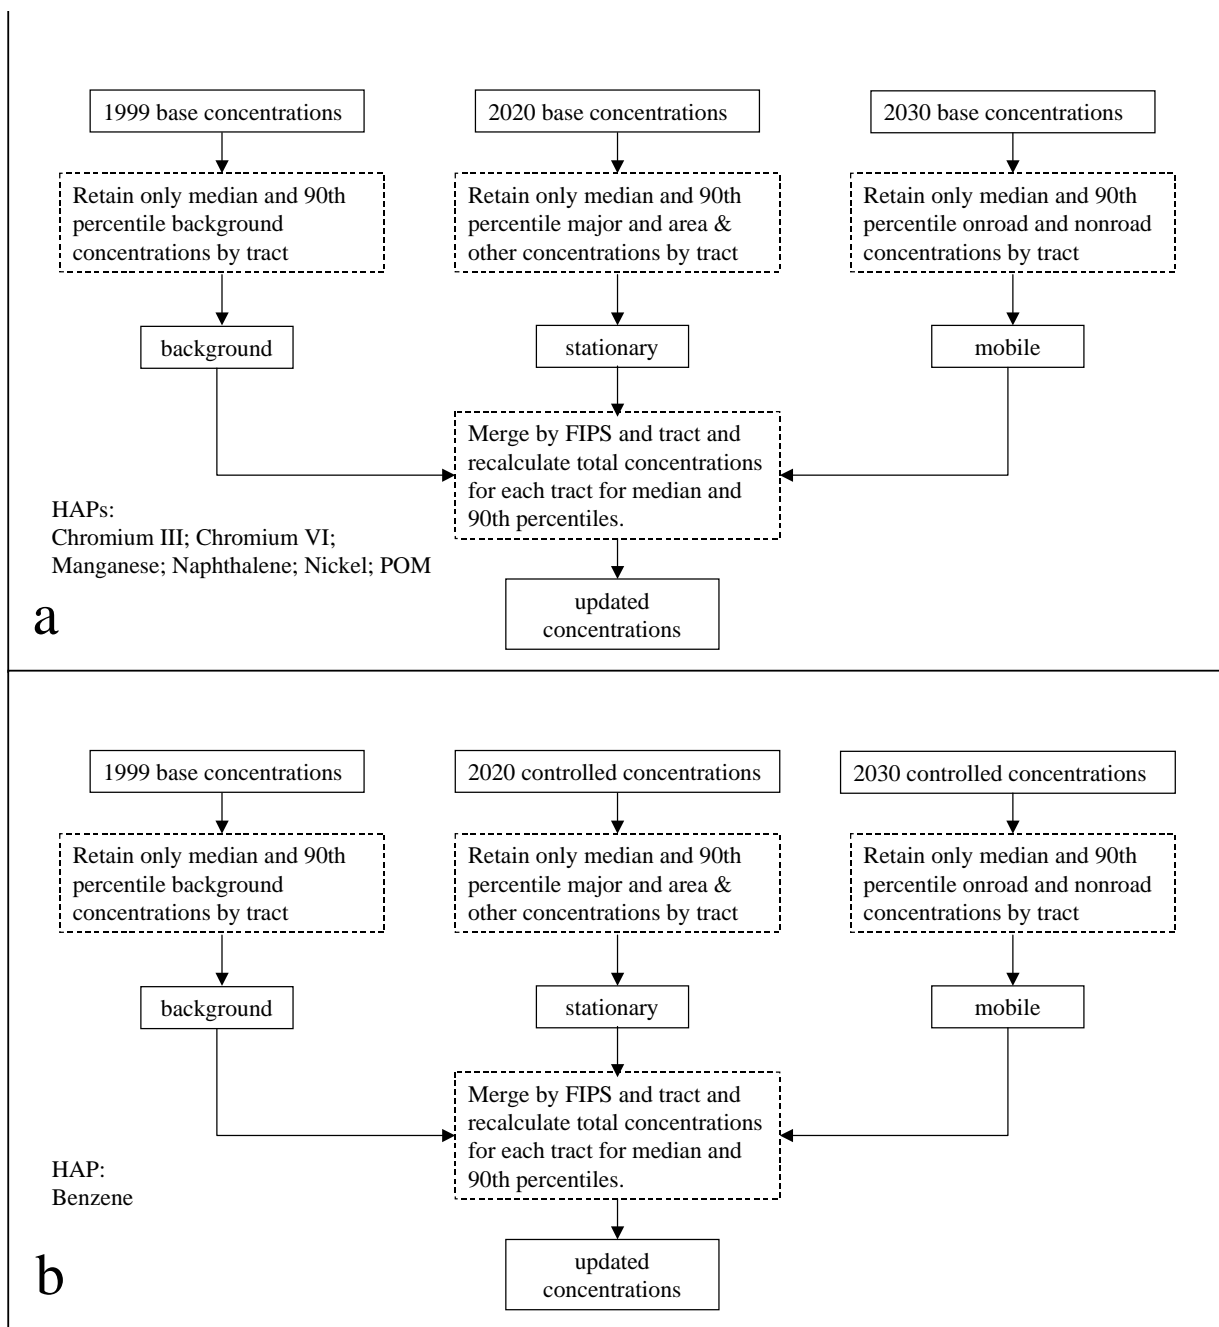 1999 base concentrations
2020 base concentrations
2030 base concentrations
Retain only median and 90th
percentile background
concentrations by tract
Retain only median and 90th
percentile major and area &
other concentrations by tract
Retain only median and 90th
percentile onroad and nonroad
concentrations by tract
background
stationary
mobile
Merge by FIPS and tract and
recalculate total concentrations
for each tract for median and
90th percentiles.
HAPs:
Chromium III; Chromium VI;
Manganese; Naphthalene; Nickel; POM
updated
concentrations
a
1999 base concentrations
2020 controlled concentrations
2030 controlled concentrations
Retain only median and 90th
percentile background
concentrations by tract
Retain only median and 90th
percentile major and area &
other concentrations by tract
Retain only median and 90th
percentile onroad and nonroad
concentrations by tract
background
stationary
mobile
Merge by FIPS and tract and
recalculate total concentrations
for each tract for median and
90th percentiles.
HAP:
Benzene
updated
concentrations
b